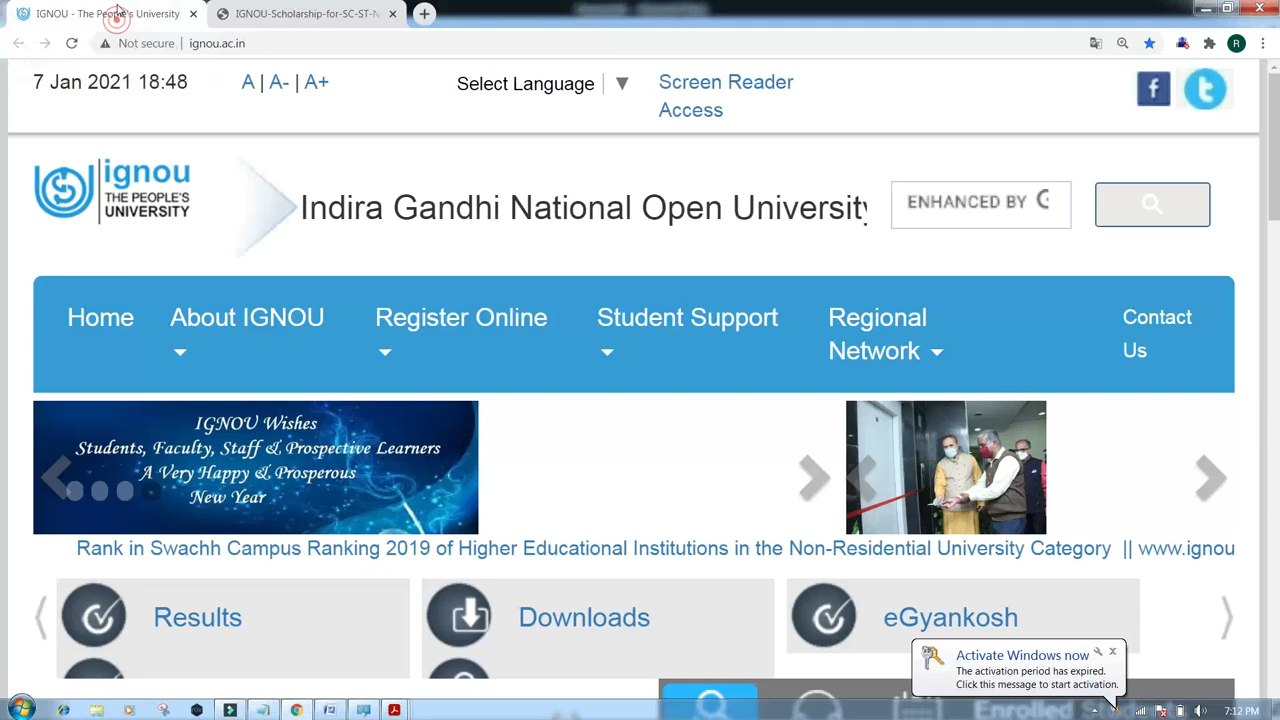 IGNOU - The People's University
IGNOU-Scholarship-for-SC-ST-N
Not secure | ignou.ac.in
R
7 Jan 2021 18:48
A | A- | A+
Select Language ▼
Screen Reader
Access
ignou
THE PEOPLE'S
UNIVERSITY
Indira Gandhi National Open University
ENHANCED BY
Home
About IGNOU
Register Online
Student Support
Regional
Network
Contact
Us
IGNOU Wishes
Students, Faculty, Staff & Prospective Learners
A Very Happy & Prosperous
New Year
Rank in Swachh Campus Ranking 2019 of Higher Educational Institutions in the Non-Residential University Category || www.ignou
Results
Downloads
eGyankosh
Activate Windows now
The activation period has expired.
Click this message to start activation.
Enrolled
7:12 PM